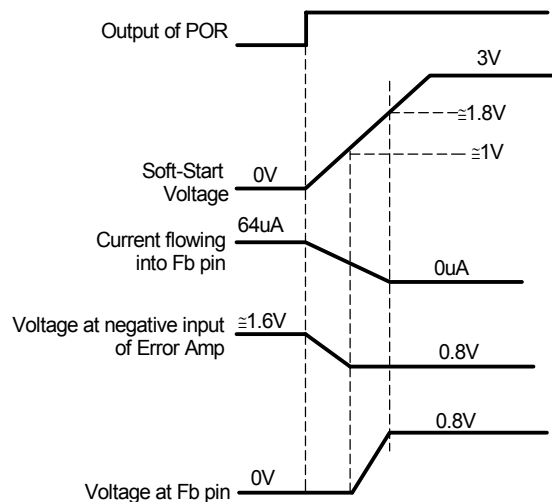 Output of POR
3V
≅1.8V
≅1V
Soft-Start
Voltage
0V
64uA
Current flowing
into Fb pin
0uA
Voltage at negative input
of Error Amp
≅1.6V
0.8V
0.8V
Voltage at Fb pin
0V